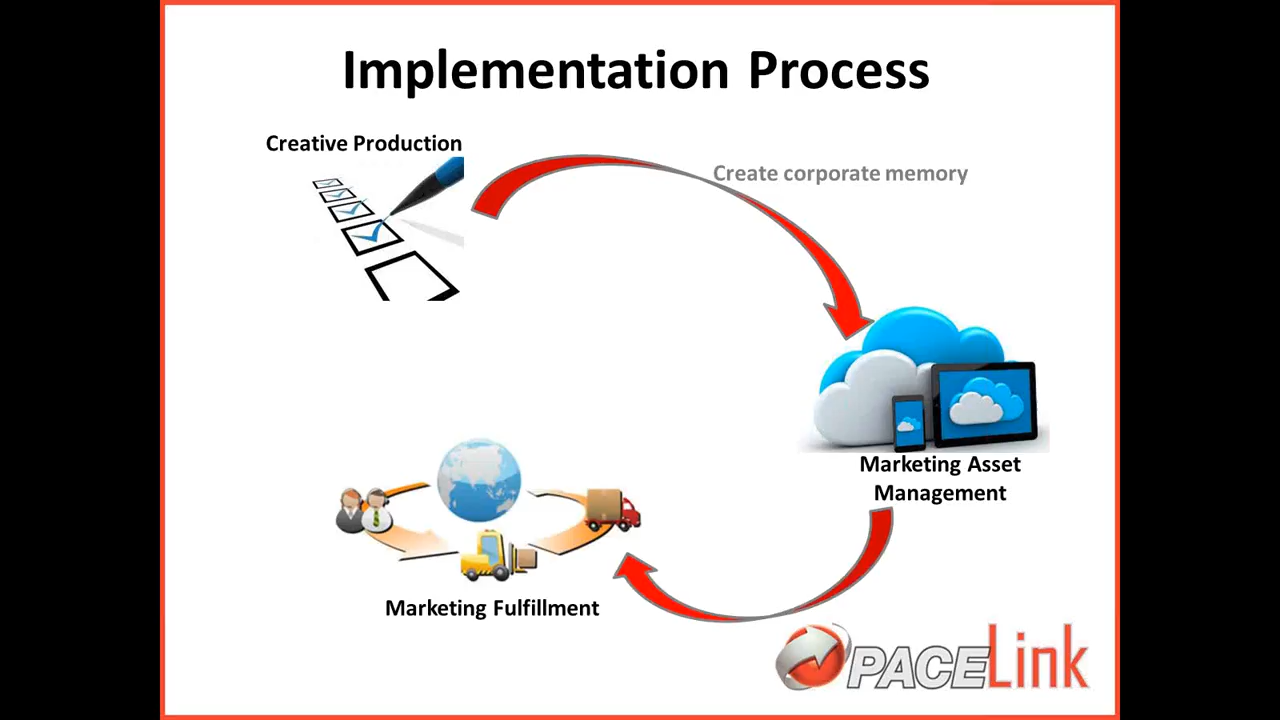 Implementation Process
Creative Production
Create corporate memory
Marketing Asset
Management
Marketing Fulfillment
PACELink